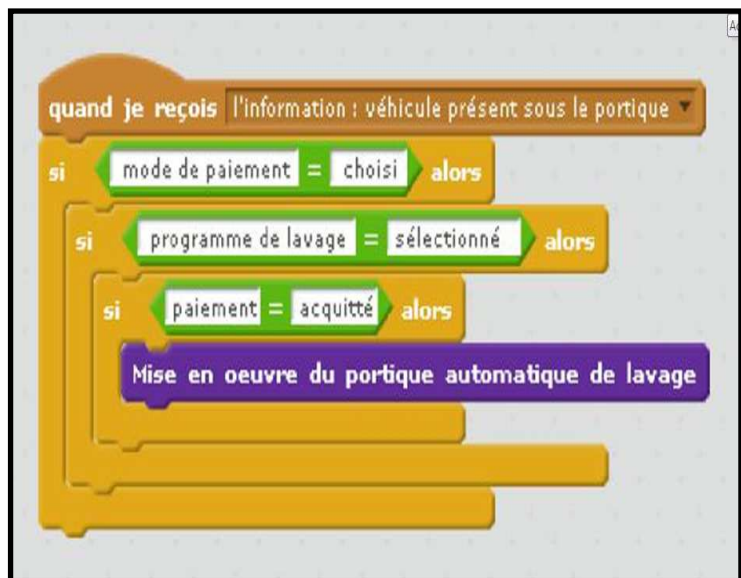 quand je reçois l'information : véhicule présent sous le portique
si mode de paiement = choisi alors
si programme de lavage = sélectionné alors
si paiement = acquitté alors
Mise en oeuvre du portique automatique de lavage